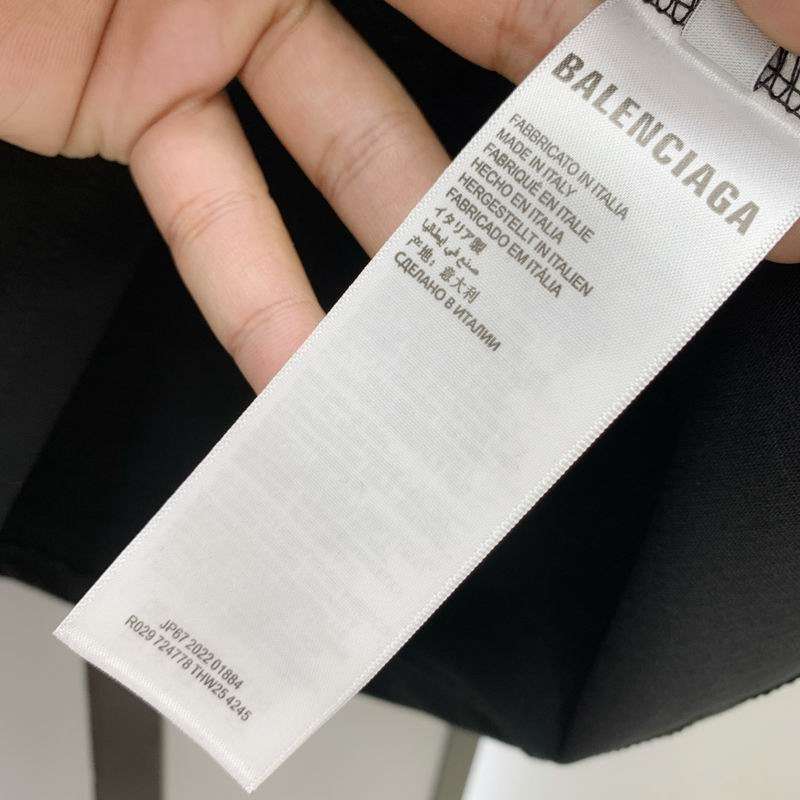 BALENCIAGA
FABBRICATO IN ITALIA
MADE IN ITALY
FABRIQUÉ EN ITALIE
HECHO EN ITALIA
HERGESTELLT IN ITALIEN
FABRICADO EM ITALIA
イタリア製
صنع في إيطاليا
产地：意大利
СДЕЛАНО В ИТАЛИИ
JP67 2022 01884
R029 724778 THW25 4245